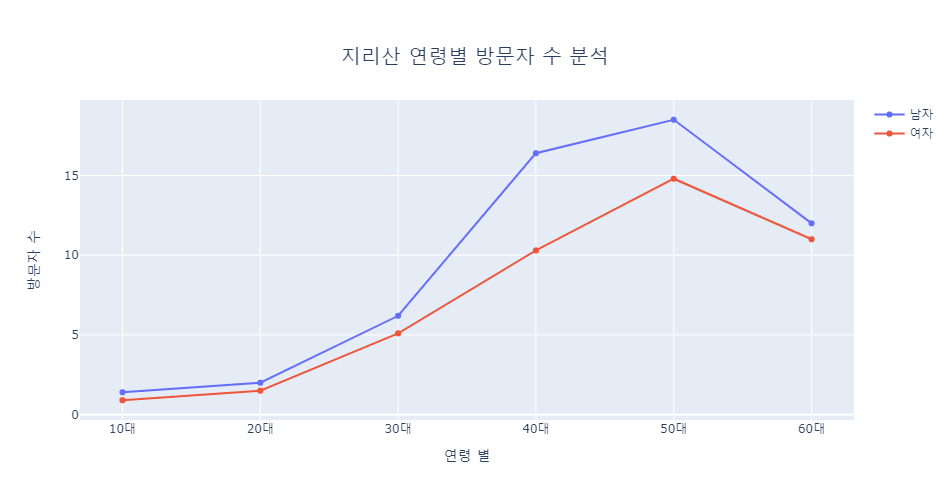 지리산 연령별 방문자 수 분석
남자
여자
방문자 수
15
10
5
0
10대
20대
30대
40대
50대
60대
연령 별